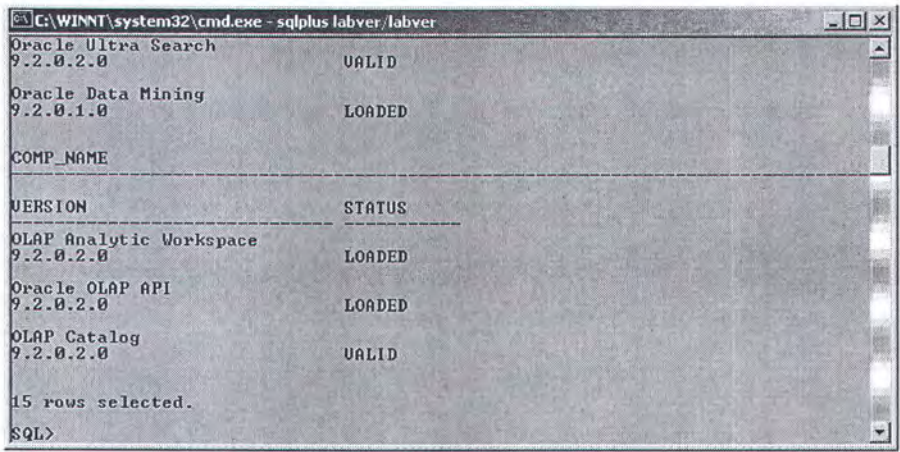 C:\WINNT\system32\cmd.exe - sqlplus labver/labver
Oracle Ultra Search
9.2.0.2.0 VALID
Oracle Data Mining
9.2.0.1.0 LOADED
COMP_NAME
--------------------------------------------------------------------------------
VERSION STATUS
------------------------------ -----------
OLAP Analytic Workspace
9.2.0.2.0 LOADED
Oracle OLAP API
9.2.0.2.0 LOADED
OLAP Catalog
9.2.0.2.0 VALID
15 rows selected.
SQL>